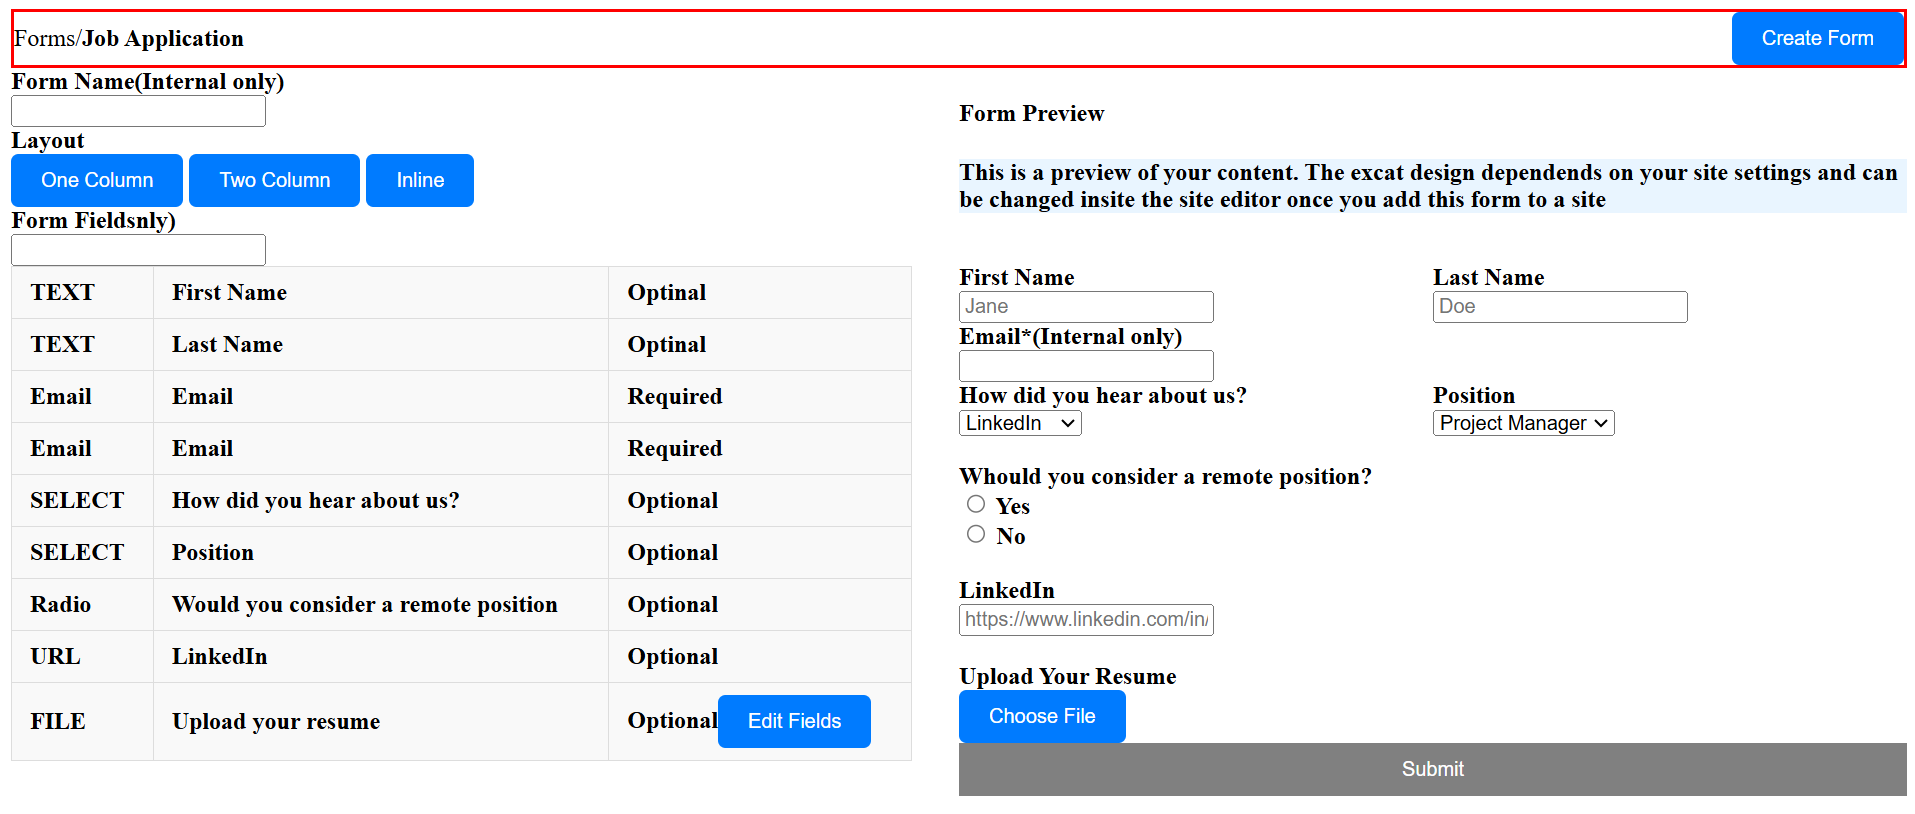 Forms/Job Application
Create Form
Form Name(Internal only)
Layout
One Column
Two Column
Inline
Form Fieldsnly)
TEXT First Name Optinal
TEXT Last Name Optinal
Email Email Required
Email Email Required
SELECT How did you hear about us? Optional
SELECT Position Optional
Radio Would you consider a remote position Optional
URL LinkedIn Optional
FILE Upload your resume Optional Edit Fields
Form Preview
This is a preview of your content. The excat design dependends on your site settings and can
be changed insite the site editor once you add this form to a site
First Name Last Name
Jane Doe
Email*(Internal only)
How did you hear about us? Position
LinkedIn Project Manager
Whould you consider a remote position?
Yes
No
LinkedIn
https://www.linkedin.com/in/
Upload Your Resume
Choose File
Submit